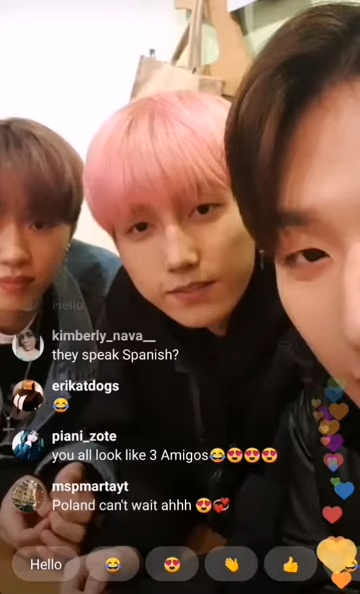 Hello
kimberly_nava__
they speak Spanish?
erikatdogs
😂
piani_zote
you all look like 3 Amigos😂😍😍😍
mspmartayt
Poland can't wait ahhh 😍💞
Hello 😂 😍 👏 👍 😂